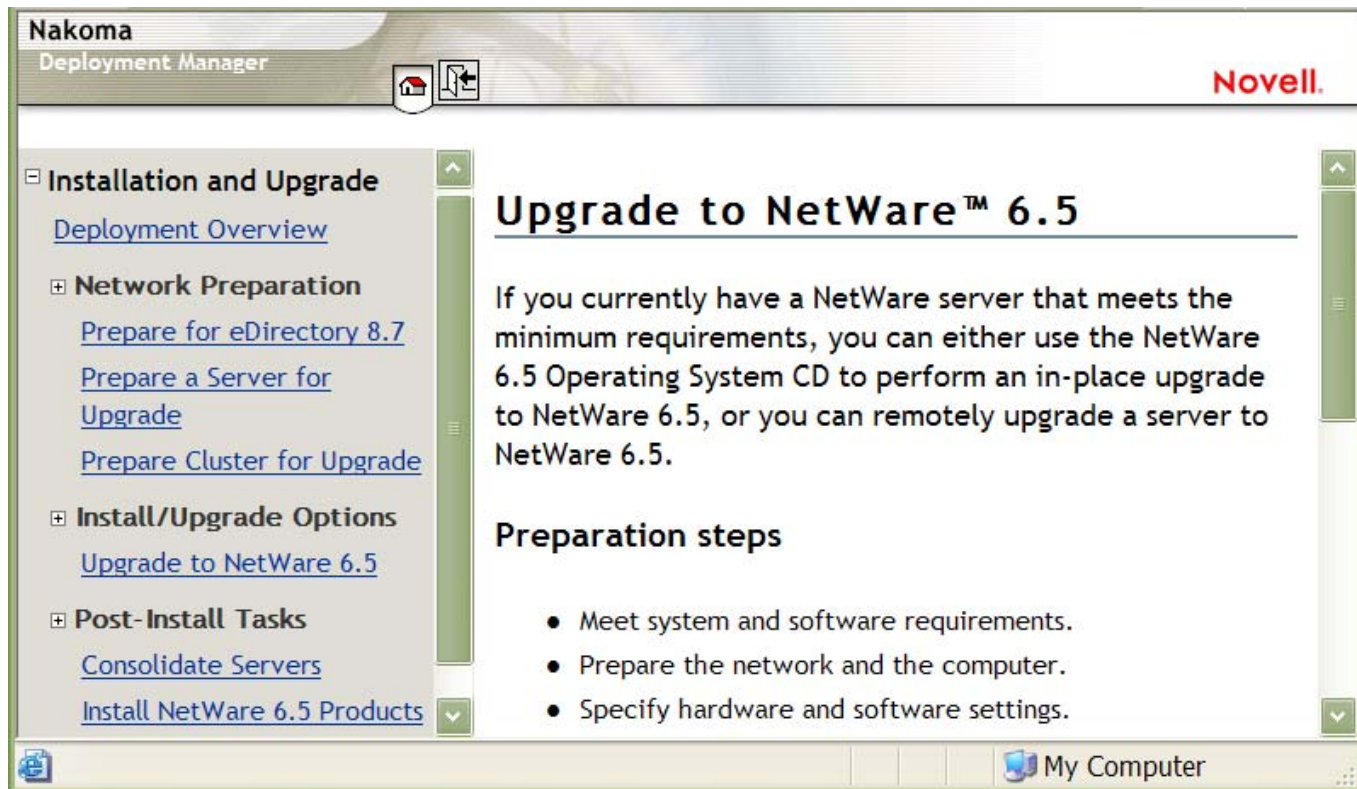 Nakoma
Deployment Manager
Novell.
Installation and Upgrade
Deployment Overview
Network Preparation
Prepare for eDirectory 8.7
Prepare a Server for
Upgrade
Prepare Cluster for Upgrade
Install/Upgrade Options
Upgrade to NetWare 6.5
Post-Install Tasks
Consolidate Servers
Install NetWare 6.5 Products
Upgrade to NetWare™ 6.5
If you currently have a NetWare server that meets the
minimum requirements, you can either use the NetWare
6.5 Operating System CD to perform an in-place upgrade
to NetWare 6.5, or you can remotely upgrade a server to
NetWare 6.5.
Preparation steps
● Meet system and software requirements.
● Prepare the network and the computer.
● Specify hardware and software settings.
My Computer